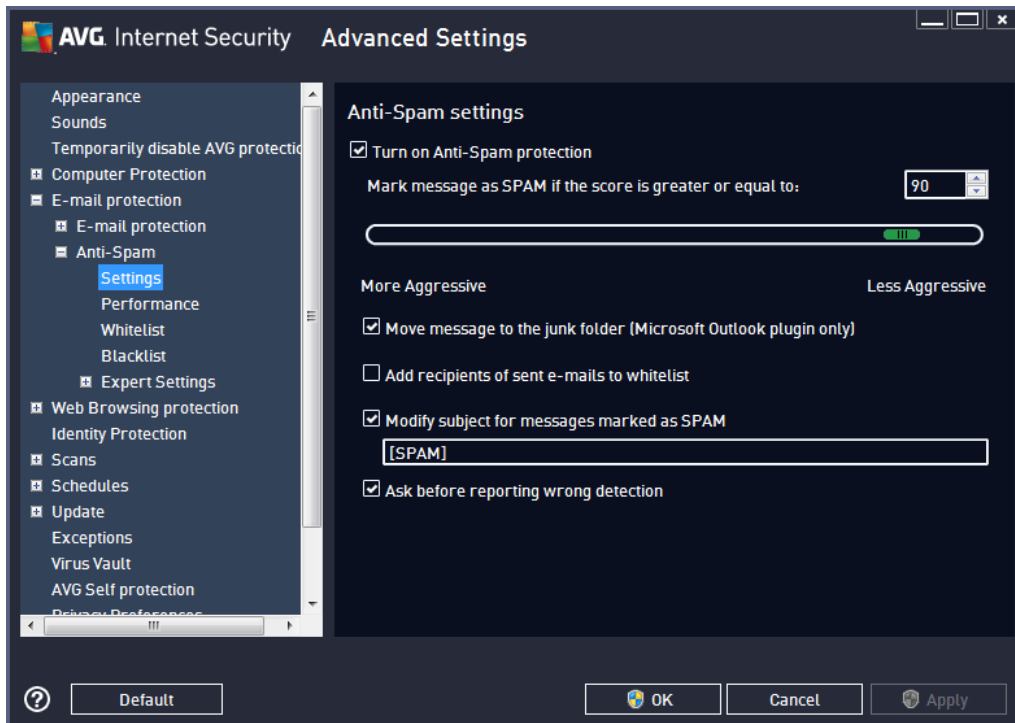 AVG. Internet Security Advanced Settings
Appearance
Sounds
Temporarily disable AVG protectio
Computer Protection
E-mail protection
E-mail protection
Anti-Spam
Settings
Performance
Whitelist
Blacklist
Expert Settings
Web Browsing protection
Identity Protection
Scans
Schedules
Update
Exceptions
Virus Vault
AVG Self protection
Privacy Preferences
Anti-Spam settings
Turn on Anti-Spam protection
Mark message as SPAM if the score is greater or equal to: 90
More Aggressive Less Aggressive
Move message to the junk folder (Microsoft Outlook plugin only)
Add recipients of sent e-mails to whitelist
Modify subject for messages marked as SPAM
[SPAM]
Ask before reporting wrong detection
? Default OK Cancel Apply